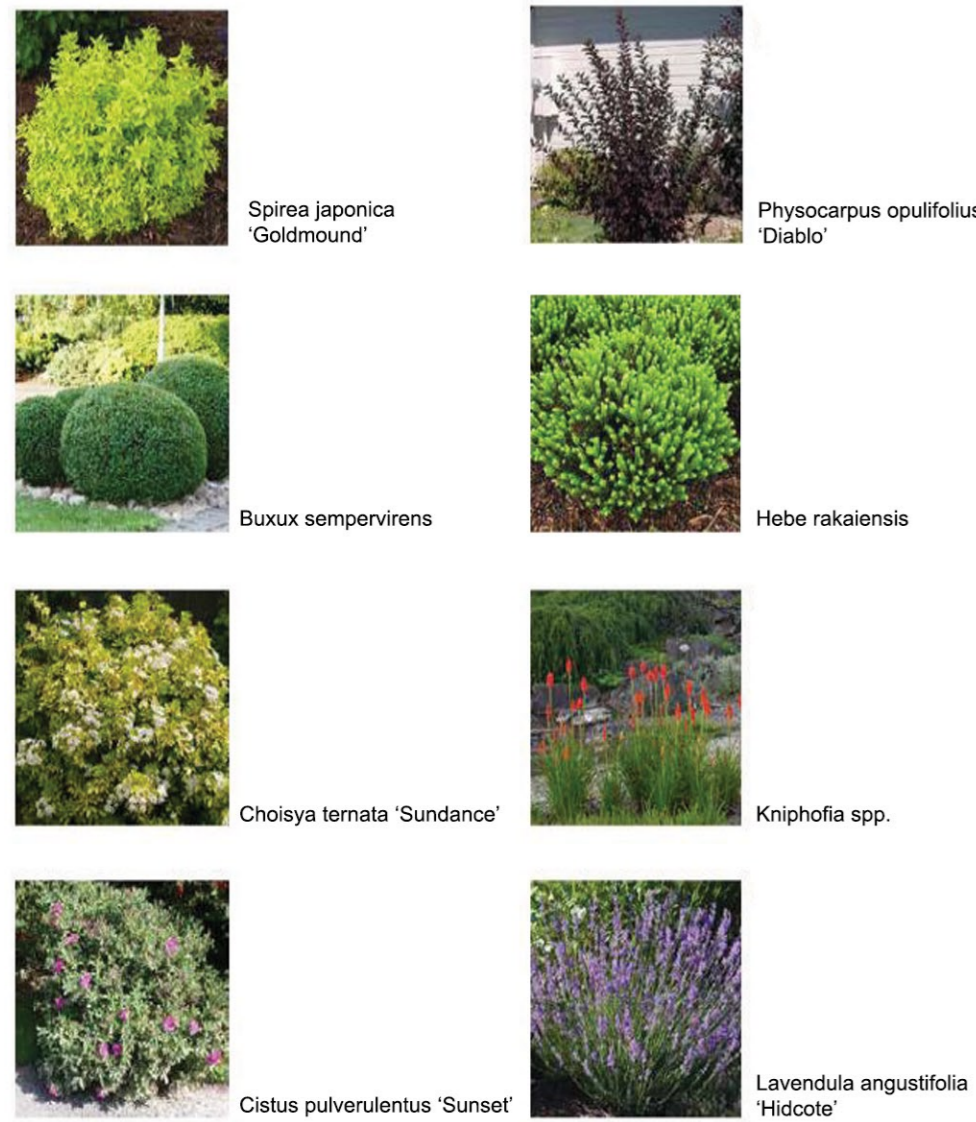 Spirea japonica
‘Goldmound’
Physocarpus opulifolius
‘Diablo’
Buxux sempervirens
Hebe rakaiensis
Choisya ternata ‘Sundance’
Kniphofia spp.
Cistus pulverulentus ‘Sunset’
Lavendula angustifolia
‘Hidcote’